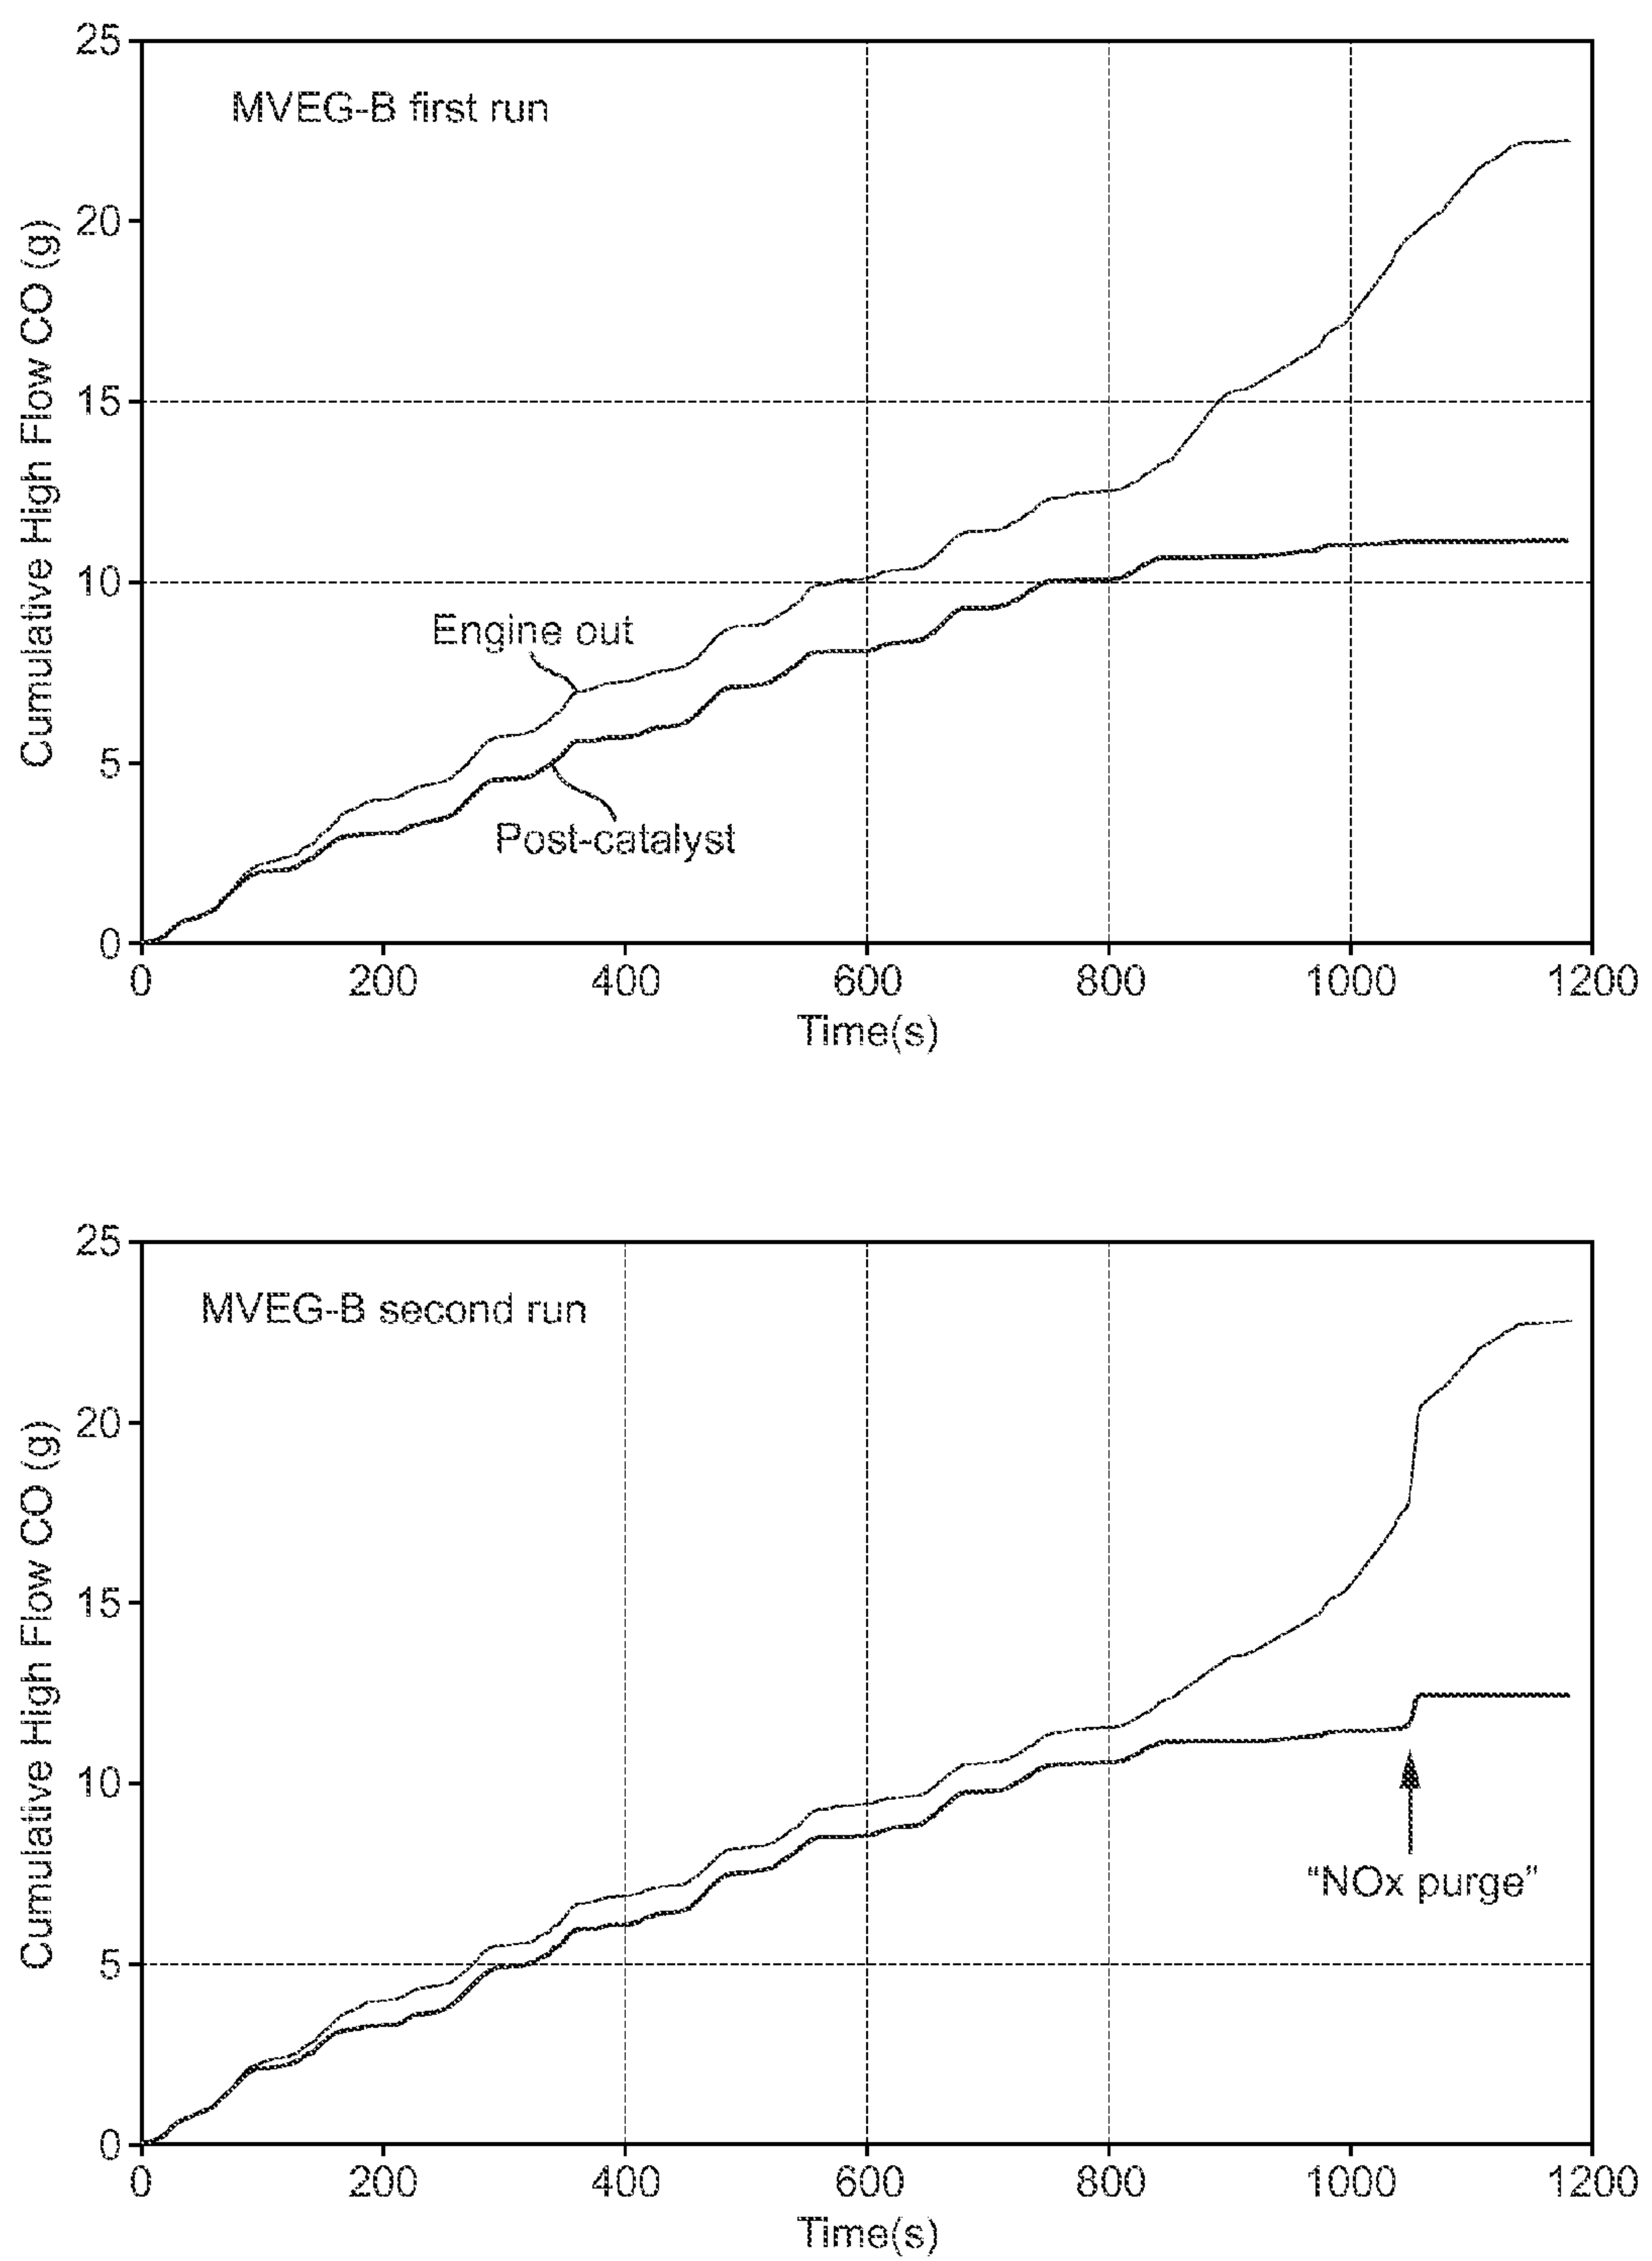 25
MVEG-B first run
20
15
10
5
0
Cumulative High Flow CO (g)
Engine out
Post-catalyst
0 200 400 600 800 1000 1200
Time(s)
25
MVEG-B second run
20
15
10
5
0
Cumulative High Flow CO (g)
“NOx purge”
0 200 400 600 800 1000 1200
Time(s)